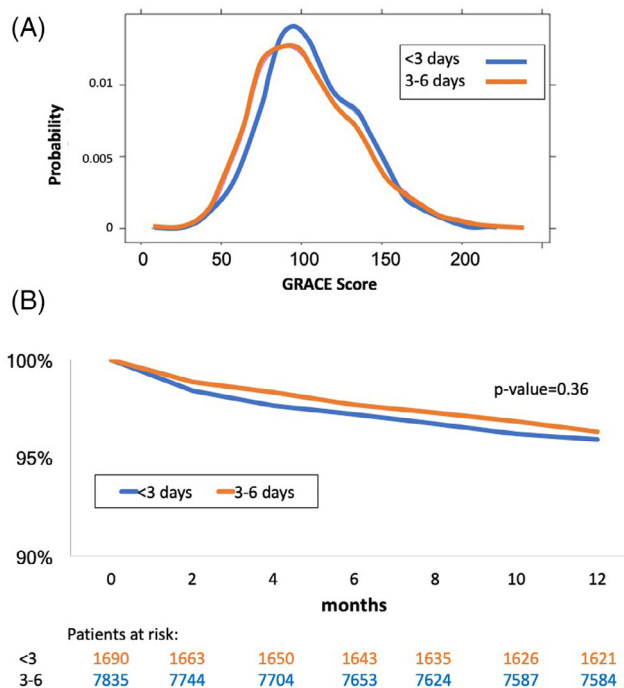 (A)
<3 days
3-6 days
0.01
0.005
0
Probability
0 50 100 150 200
GRACE Score
(B)
100%
95%
90%
p-value=0.36
<3 days 3-6 days
0 2 4 6 8 10 12
months
Patients at risk:
<3 1690 1663 1650 1643 1635 1626 1621
3-6 7835 7744 7704 7653 7624 7587 7584